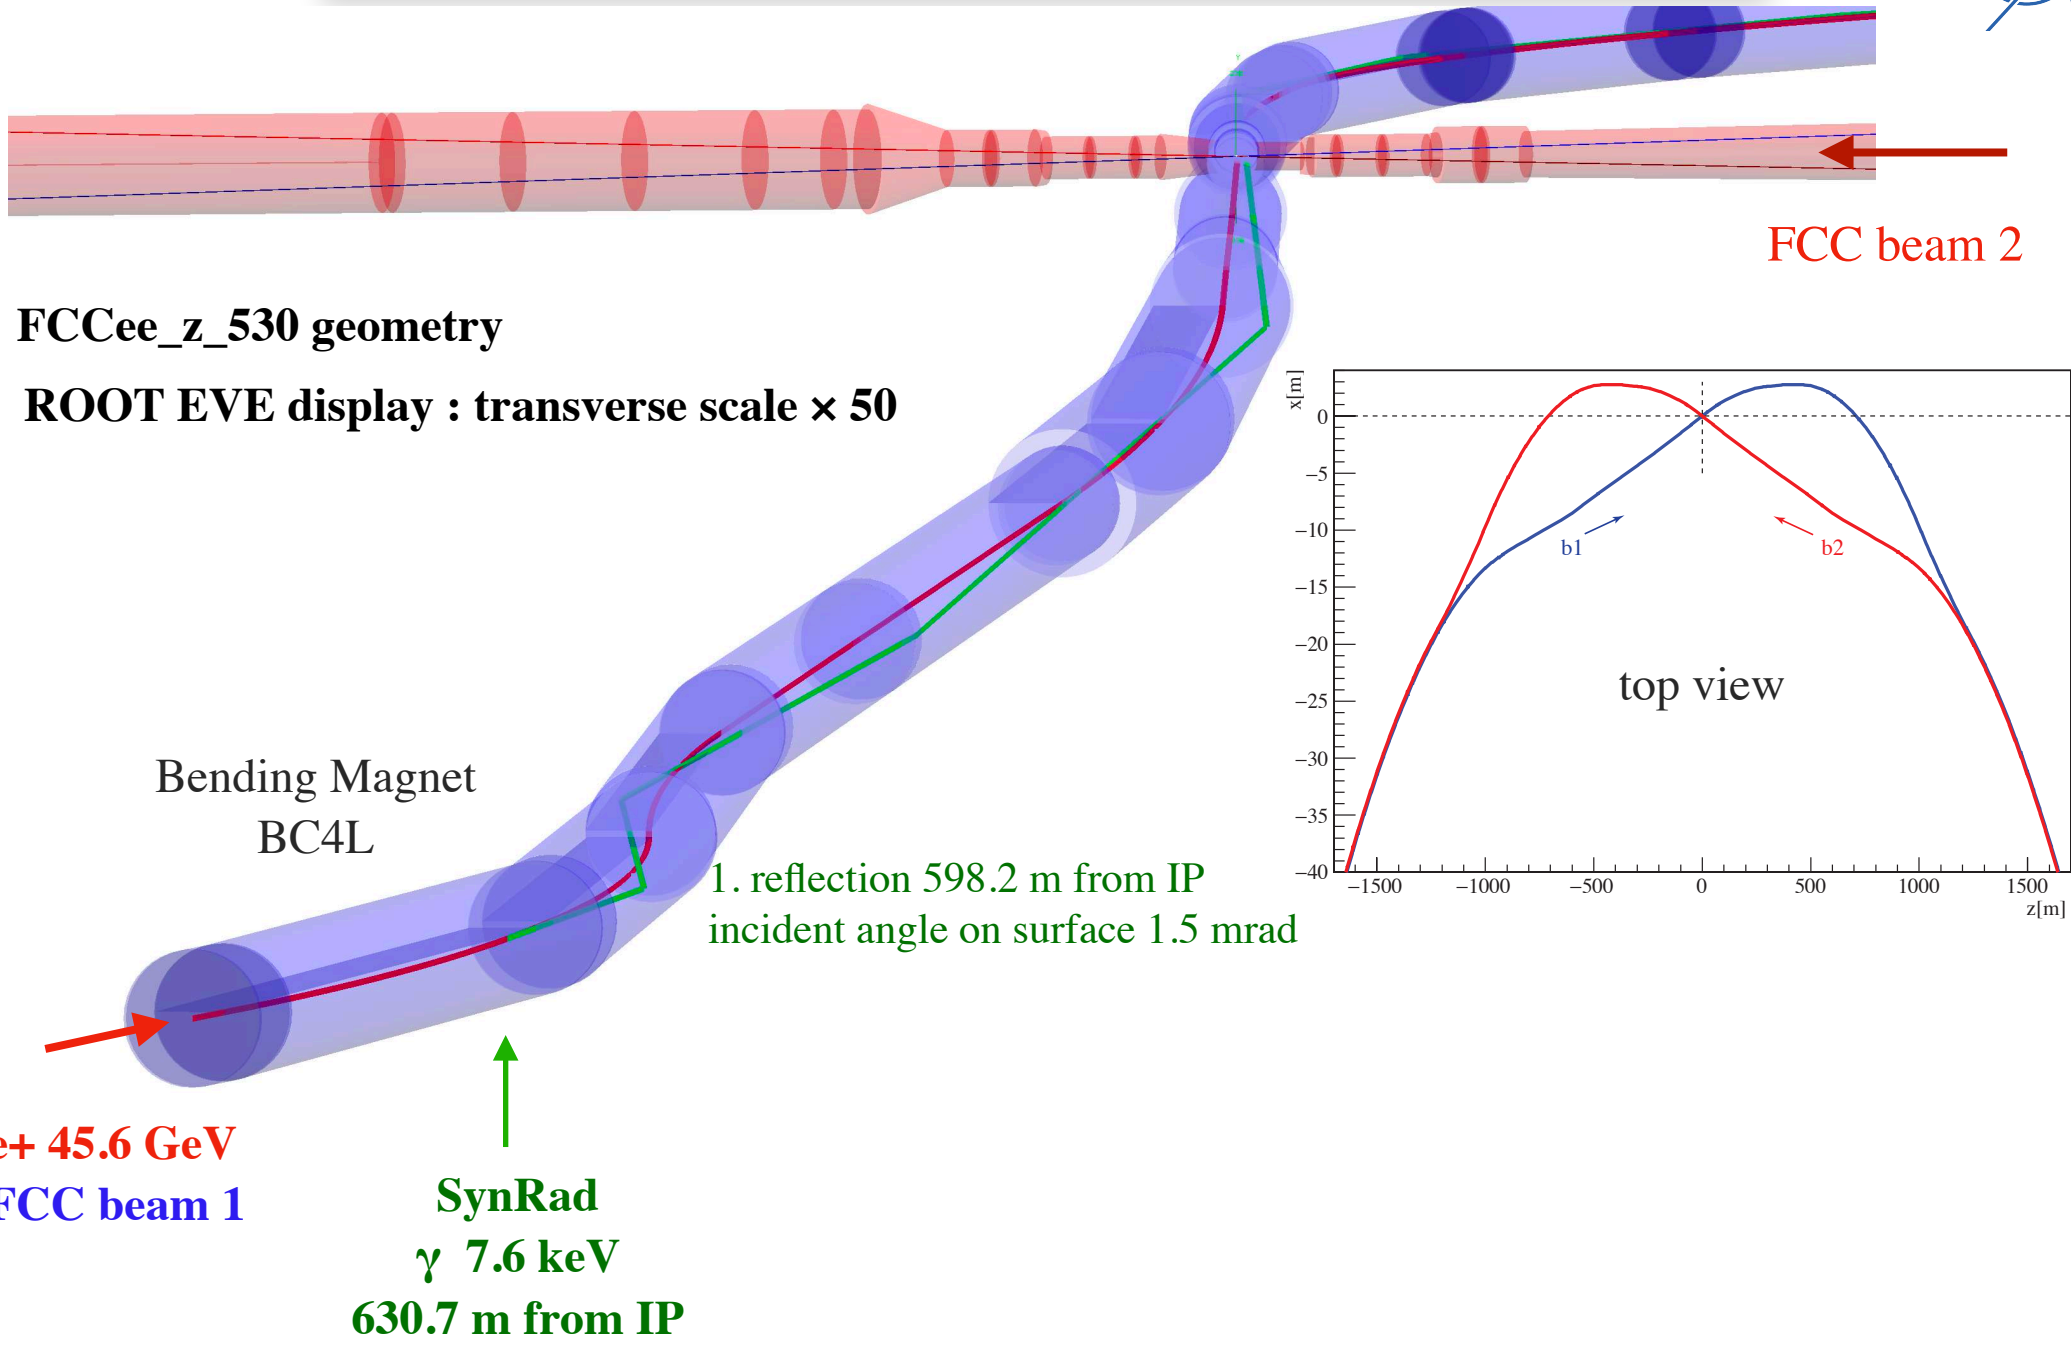 FCC beam 2
FCCee_z_530 geometry
ROOT EVE display : transverse scale × 50
x[m]
0
−5
−10
−15
−20
−25
−30
−35
−40
−1500
−1000
−500
0
500
1000
1500
z[m]
b1
b2
top view
Bending Magnet
BC4L
1. reflection 598.2 m from IP
incident angle on surface 1.5 mrad
e+ 45.6 GeV
FCC beam 1
SynRad
γ 7.6 keV
630.7 m from IP